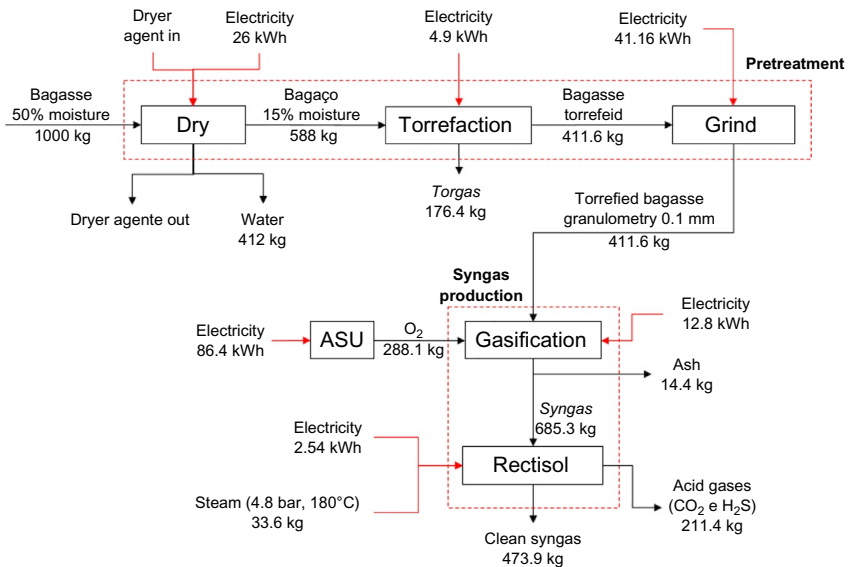 Dryer
agent in
Electricity
26 kWh
Electricity
4.9 kWh
Electricity
41.16 kWh
Pretreatment
Bagasse
50% moisture
1000 kg
Dry
Bagaço
15% moisture
588 kg
Torrefaction
Bagasse
torrefeid
411.6 kg
Grind
Dryer agente out
Water
412 kg
Torgas
176.4 kg
Torrefied bagasse
granulometry 0.1 mm
411.6 kg
Syngas
production
Electricity
86.4 kWh
ASU
O₂
288.1 kg
Gasification
Electricity
12.8 kWh
Ash
14.4 kg
Syngas
685.3 kg
Electricity
2.54 kWh
Steam (4.8 bar, 180°C)
33.6 kg
Rectisol
Acid gases
(CO₂ e H₂S)
211.4 kg
Clean syngas
473.9 kg